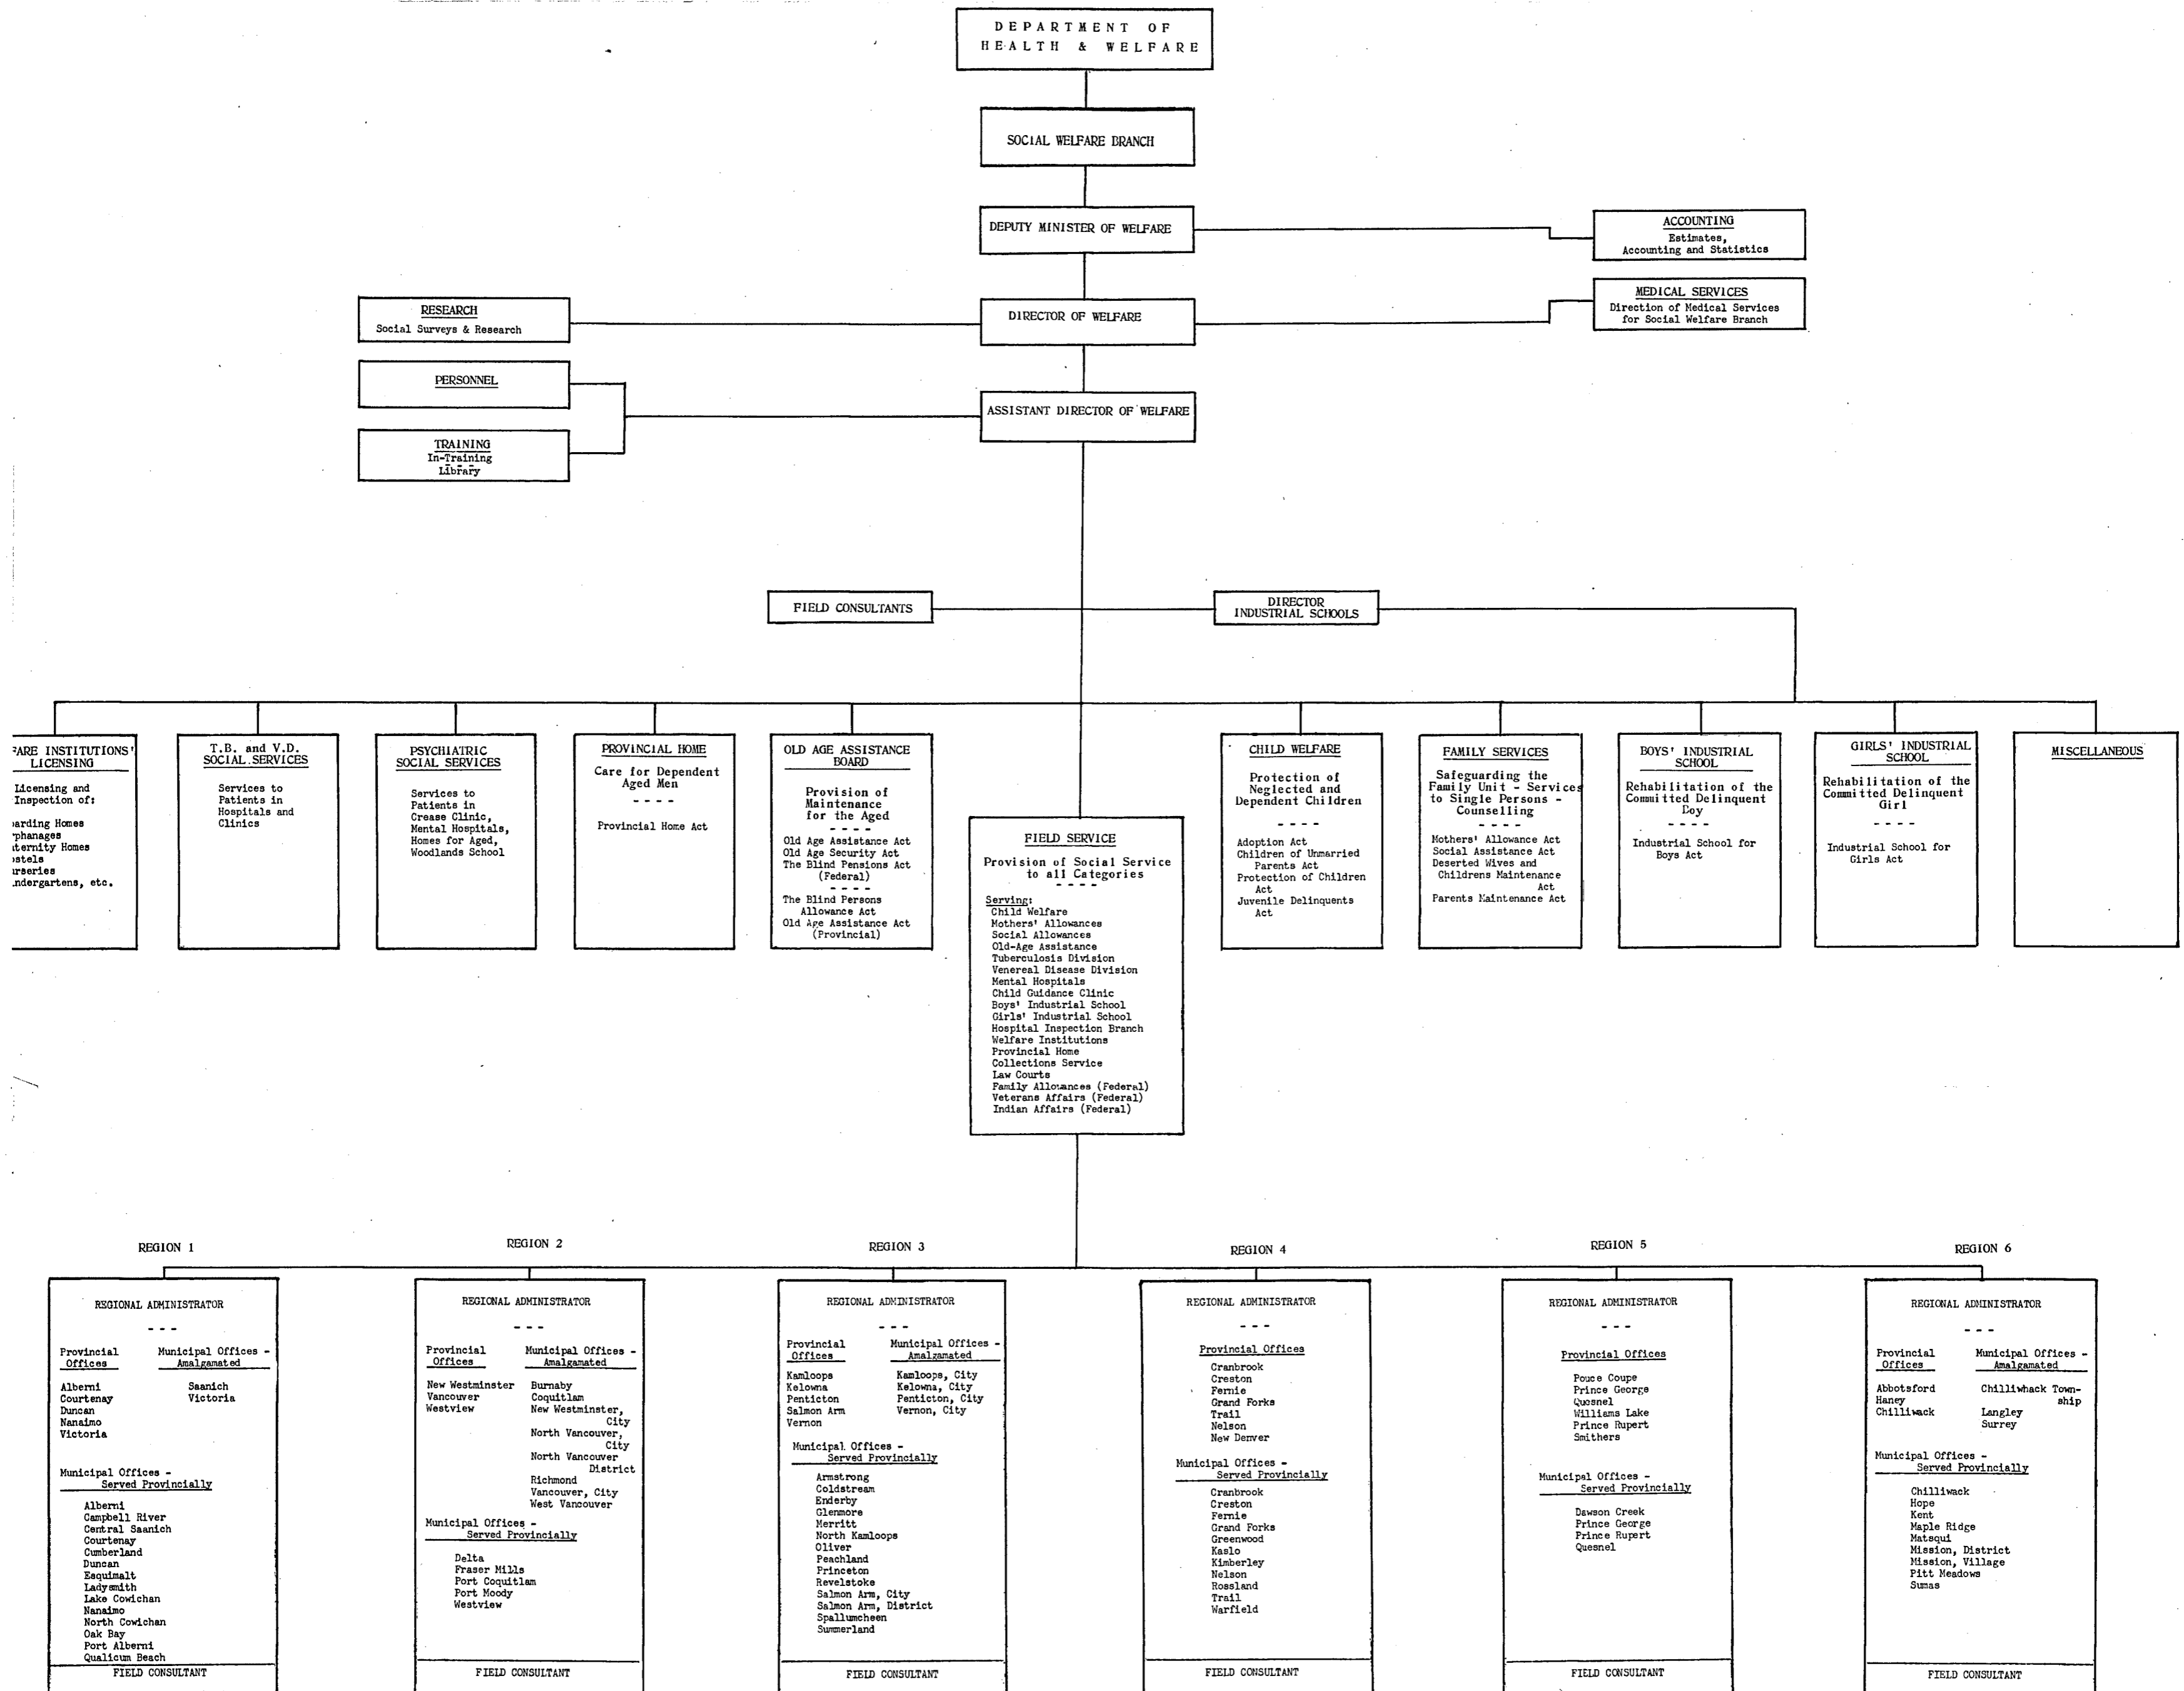 DEPARTMENT OF
HEALTH & WELFARE
SOCIAL WELFARE BRANCH
DEPUTY MINISTER OF WELFARE
ACCOUNTING
Estimates,
Accounting and Statistics
MEDICAL SERVICES
Direction of Medical Services
for Social Welfare Branch
RESEARCH
Social Surveys & Research
DIRECTOR OF WELFARE
PERSONNEL
ASSISTANT DIRECTOR OF WELFARE
TRAINING
In-Training
Library
FIELD CONSULTANTS
DIRECTOR
INDUSTRIAL SCHOOLS
INSTITUTIONS'
LICENSING
Licensing and
Inspection of:
Homes
Homes
etc.
T.B. and V.D.
SOCIAL SERVICES
Services to
Patients in
Hospitals and
Clinics
PSYCHIATRIC
SOCIAL SERVICES
Services to
Patients in
Crease Clinic,
Mental Hospitals,
Homes for Aged,
Woodlands School
PROVINCIAL HOME
Care for Dependent
Aged Men
- - - -
Provincial Home Act
OLD AGE ASSISTANCE
BOARD
Provision of
Maintenance
for the Aged
- - - -
Old Age Assistance Act
Old Age Security Act
The Blind Pensions Act
(Federal)
- - - -
The Blind Persons
Allowance Act
Old Age Assistance Act
(Provincial)
FIELD SERVICE
Provision of Social Service
to all Categories
- - - -
Serving:
Child Welfare
Mothers' Allowances
Social Allowances
Old-Age Assistance
Tuberculosis Division
Venereal Disease Division
Mental Hospitals
Child Guidance Clinic
Boys' Industrial School
Girls' Industrial School
Hospital Inspection Branch
Welfare Institutions
Provincial Home
Collections Service
Law Courts
Family Allowances (Federal)
Veterans Affairs (Federal)
Indian Affairs (Federal)
CHILD WELFARE
Protection of
Neglected and
Dependent Children
- - - -
Adoption Act
Children of Unmarried
Parents Act
Protection of Children
Act
Juvenile Delinquents
Act
FAMILY SERVICES
Safeguarding the
Family Unit - Services
to Single Persons -
Counselling
- - - -
Mothers' Allowance Act
Social Assistance Act
Deserted Wives and
Childrens Maintenance
Act
Parents Maintenance Act
BOYS' INDUSTRIAL
SCHOOL
Rehabilitation of the
Committed Delinquent
Boy
- - - -
Industrial School for
Boys Act
GIRLS' INDUSTRIAL
SCHOOL
Rehabilitation of the
Committed Delinquent
Girl
- - - -
Industrial School for
Girls Act
MISCELLANEOUS
REGION 1
REGIONAL ADMINISTRATOR
- - -
Provincial
Offices
Alberni
Courtenay
Duncan
Nanaimo
Victoria
Municipal Offices -
Amalgamated
Saanich
Victoria
Municipal Offices -
Served Provincially
Alberni
Campbell River
Central Saanich
Courtenay
Cumberland
Duncan
Esquimalt
Ladysmith
Lake Cowichan
Nanaimo
North Cowichan
Oak Bay
Port Alberni
Qualicum Beach
FIELD CONSULTANT
REGION 2
REGIONAL ADMINISTRATOR
- - -
Provincial
Offices
New Westminster
Vancouver
Westview
Municipal Offices -
Amalgamated
Burnaby
Coquitlam
New Westminster,
City
North Vancouver,
City
North Vancouver
District
Richmond
Vancouver, City
West Vancouver
Municipal Offices -
Served Provincially
Delta
Fraser Mills
Port Coquitlam
Port Moody
Westview
FIELD CONSULTANT
REGION 3
REGIONAL ADMINISTRATOR
- - -
Provincial
Offices
Kamloops
Kelowna
Penticton
Salmon Arm
Vernon
Municipal Offices -
Amalgamated
Kamloops, City
Kelowna, City
Penticton, City
Vernon, City
Municipal Offices -
Served Provincially
Armstrong
Coldstream
Enderby
Glenmore
Merritt
North Kamloops
Oliver
Peachland
Princeton
Revelstoke
Salmon Arm, City
Salmon Arm, District
Spallumcheen
Summerland
FIELD CONSULTANT
REGION 4
REGIONAL ADMINISTRATOR
- - -
Provincial Offices
Cranbrook
Creston
Fernie
Grand Forks
Trail
Nelson
New Denver
Municipal Offices -
Served Provincially
Cranbrook
Creston
Fernie
Grand Forks
Greenwood
Kaslo
Kimberley
Nelson
Rossland
Trail
Warfield
FIELD CONSULTANT
REGION 5
REGIONAL ADMINISTRATOR
- - -
Provincial Offices
Pouce Coupe
Prince George
Quesnel
Williams Lake
Prince Rupert
Smithers
Municipal Offices -
Served Provincially
Dawson Creek
Prince George
Prince Rupert
Quesnel
FIELD CONSULTANT
REGION 6
REGIONAL ADMINISTRATOR
- - -
Provincial
Offices
Abbotsford
Haney
Chilliwack
Municipal Offices -
Amalgamated
Chilliwhack Town-
ship
Langley
Surrey
Municipal Offices -
Served Provincially
Chilliwack
Hope
Kent
Maple Ridge
Matsqui
Mission, District
Mission, Village
Pitt Meadows
Sumas
FIELD CONSULTANT